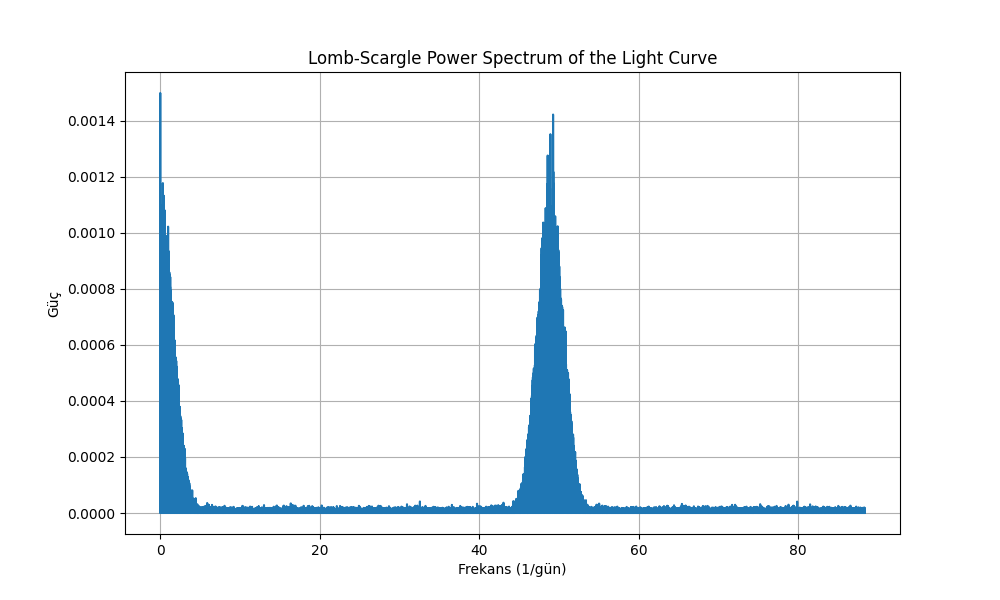 Lomb-Scargle Power Spectrum of the Light Curve
0.0014
0.0012
0.0010
0.0008
0.0006
0.0004
0.0002
0.0000
Güç
0 20 40 60 80
Frekans (1/gün)